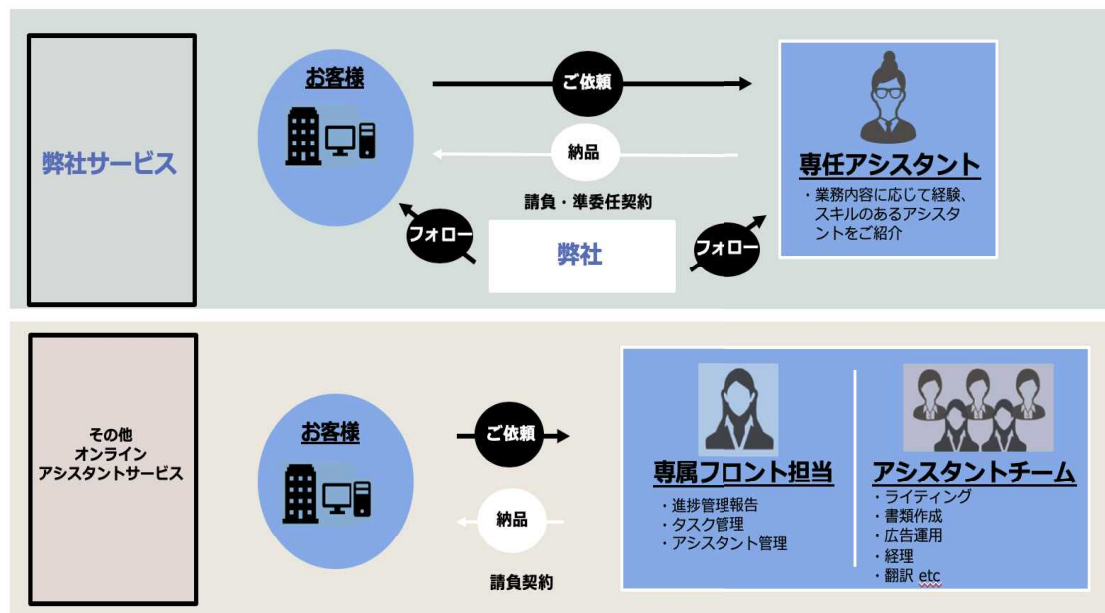 弊社サービス
お客様
ご依頼
納品
請負・準委任契約
フォロー
弊社
フォロー
専任アシスタント
・業務内容に応じて経験、
スキルのあるアシスタ
ントをご紹介
その他
オンライン
アシスタントサービス
お客様
ご依頼
納品
請負契約
専属フロント担当
・進捗管理報告
・タスク管理
・アシスタント管理
アシスタントチーム
・ライティング
・書類作成
・広告運用
・経理
・翻訳 etc